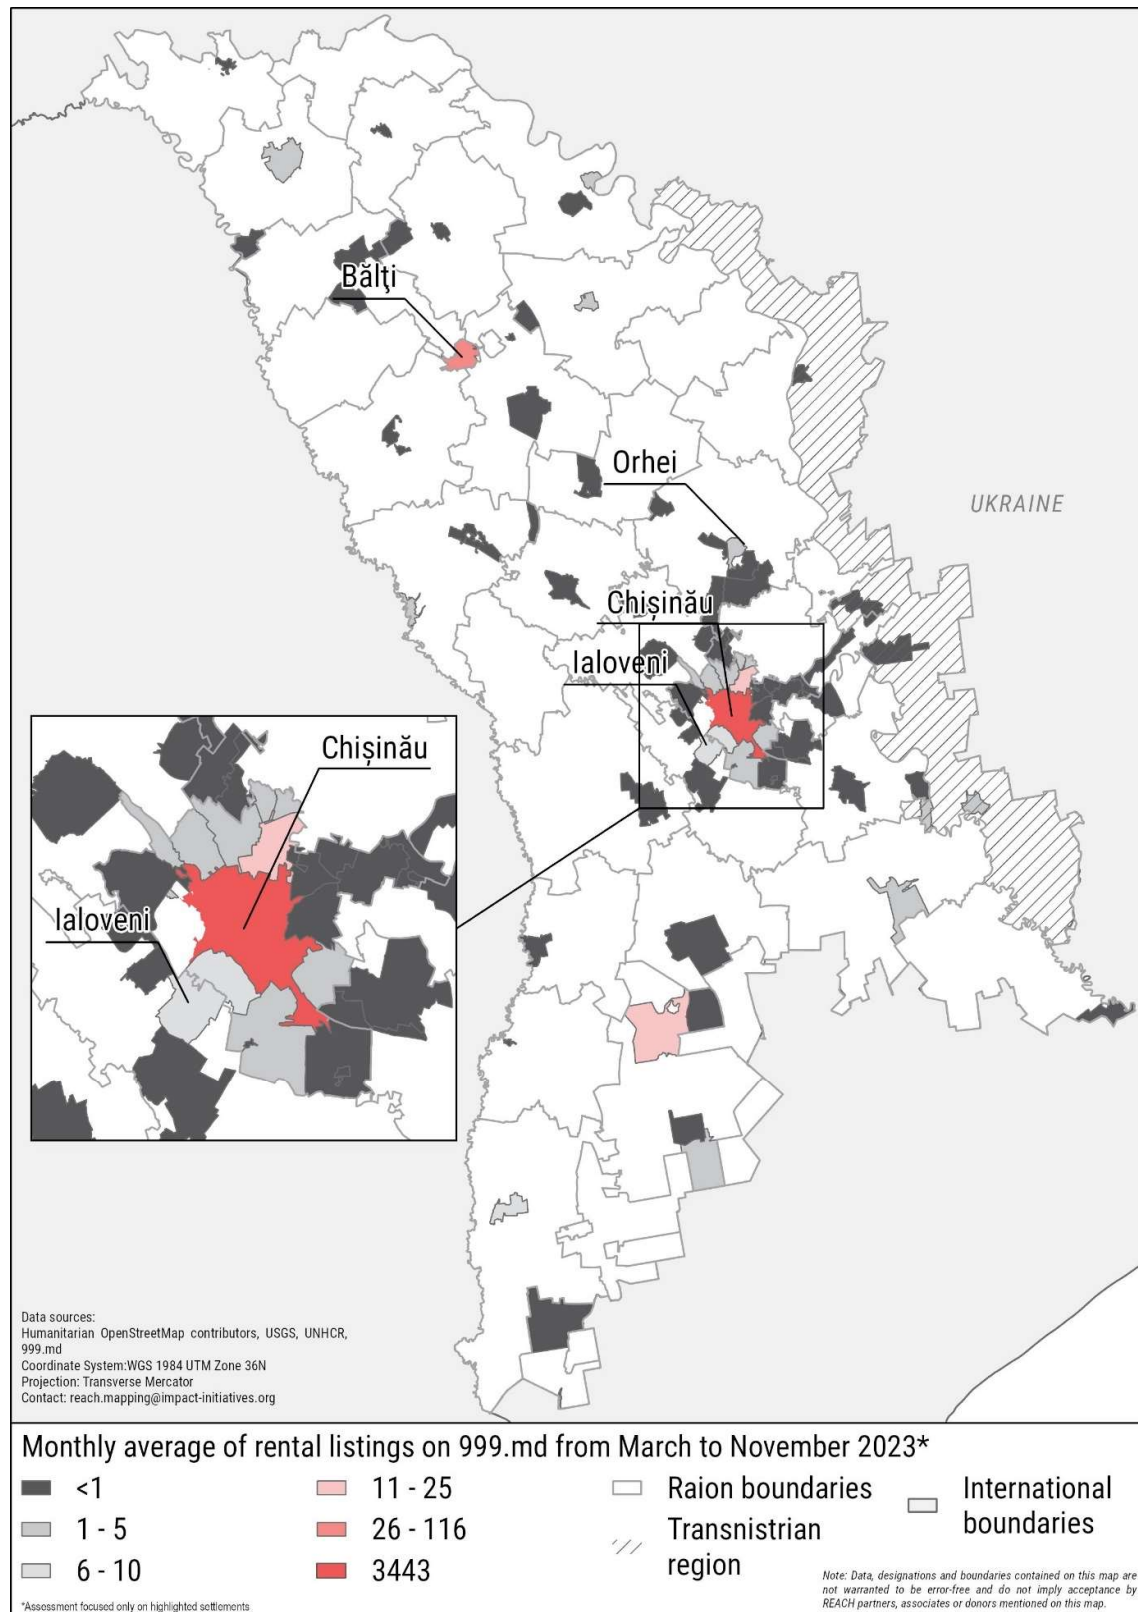 Bălţi
Orhei
UKRAINE
Chișinău
Ialoveni
Chișinău
Ialoveni
Data sources:
Humanitarian OpenStreetMap contributors, USGS, UNHCR,
999.md
Coordinate System:WGS 1984 UTM Zone 36N
Projection: Transverse Mercator
Contact: reach.mapping@impact-initiatives.org
Monthly average of rental listings on 999.md from March to November 2023*
<1
1 - 5
6 - 10
11 - 25
26 - 116
3443
Raion boundaries
Transnistrian
region
International
boundaries
*Assessment focused only on highlighted settlements
Note: Data, designations and boundaries contained on this map are
not warranted to be error-free and do not imply acceptance by
REACH partners, associates or donors mentioned on this map.